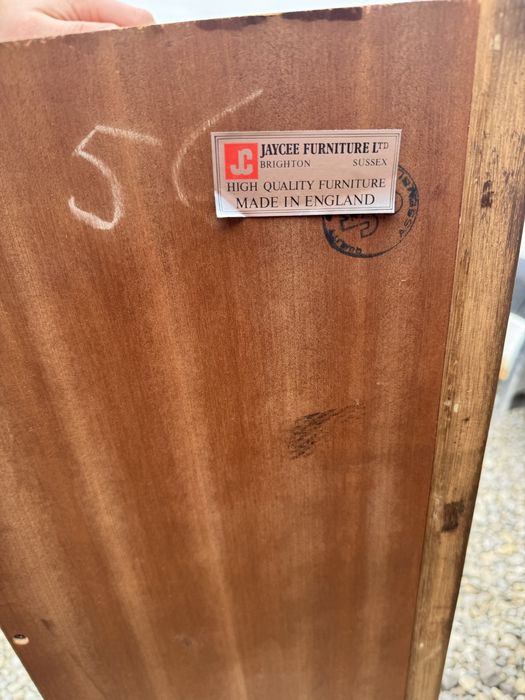 56
JC
JAYCEE FURNITURE LTD
BRIGHTON SUSSEX
HIGH QUALITY FURNITURE
MADE IN ENGLAND